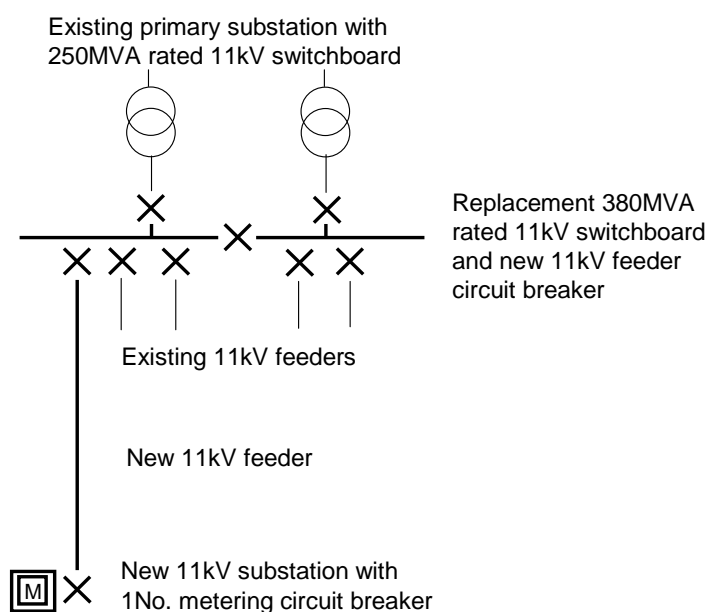 Existing primary substation with
250MVA rated 11kV switchboard
Replacement 380MVA
rated 11kV switchboard
and new 11kV feeder
circuit breaker
Existing 11kV feeders
New 11kV feeder
M
New 11kV substation with
1No. metering circuit breaker